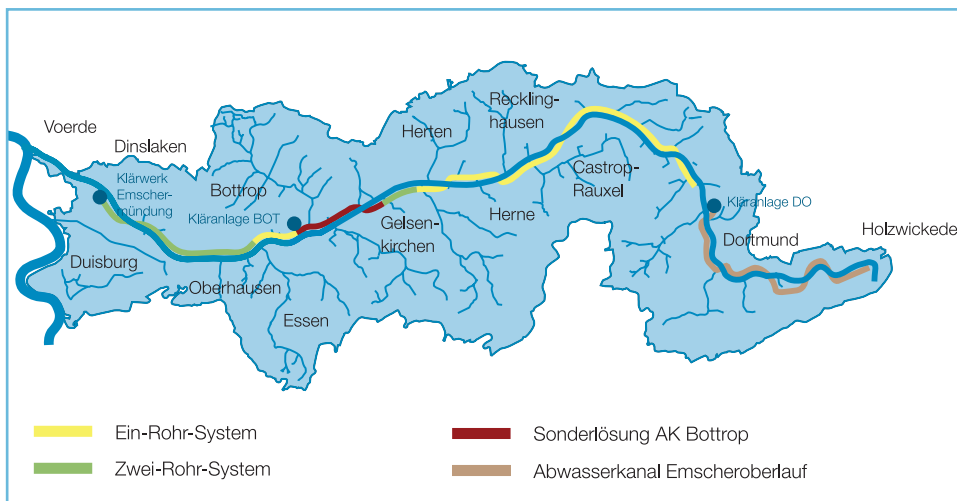 Voerde
Dinslaken
Klärwerk
Emscher-
mündung
Duisburg
Bottrop
Kläranlage BOT
Oberhausen
Essen
Gelsen-
kirchen
Herten
Reckling-
hausen
Herne
Castrop-
Rauxel
Kläranlage DO
Dortmund
Holzwickede
Ein-Rohr-System
Zwei-Rohr-System
Sonderlösung AK Bottrop
Abwasserkanal Emscheroberlauf